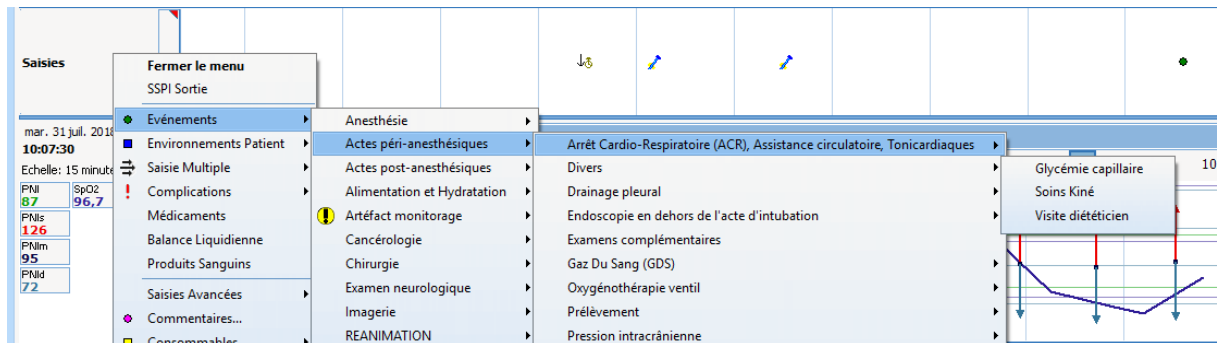 Saisies
Fermer le menu
SSPI Sortie
Evénements
Environnements Patient
Saisie Multiple
Complications
Médicaments
Balance Liquidienne
Produits Sanguins
Saisies Avancées
Commentaires...
Consommables
Anesthésie
Actes péri-anesthésiques
Actes post-anesthésiques
Alimentation et Hydratation
Artéfact monitorage
Cancérologie
Chirurgie
Examen neurologique
Imagerie
REANIMATION
Arrêt Cardio-Respiratoire (ACR), Assistance circulatoire, Tonicardiaques
Divers
Drainage pleural
Endoscopie en dehors de l'acte d'intubation
Examens complémentaires
Gaz Du Sang (GDS)
Oxygénothérapie ventil
Prélèvement
Pression intracrânienne
Glycémie capillaire
Soins Kiné
Visite diététicien
mar. 31 juil. 2018
10:07:30
Echelle: 15 minute
PNI
87
SpO2
96,7
PNIs
126
PNIm
95
PNId
72
10